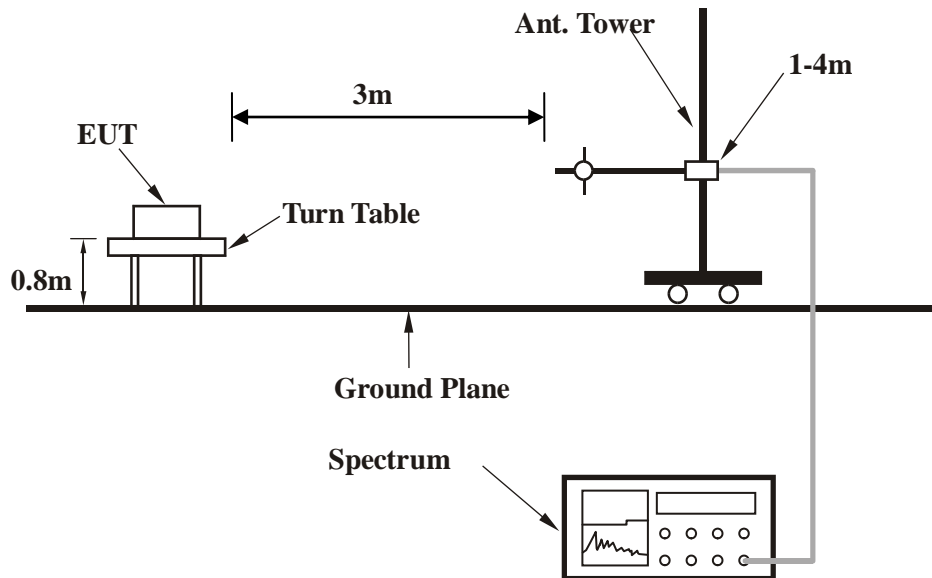 Ant. Tower
1-4m
3m
EUT
Turn Table
0.8m
Ground Plane
Spectrum